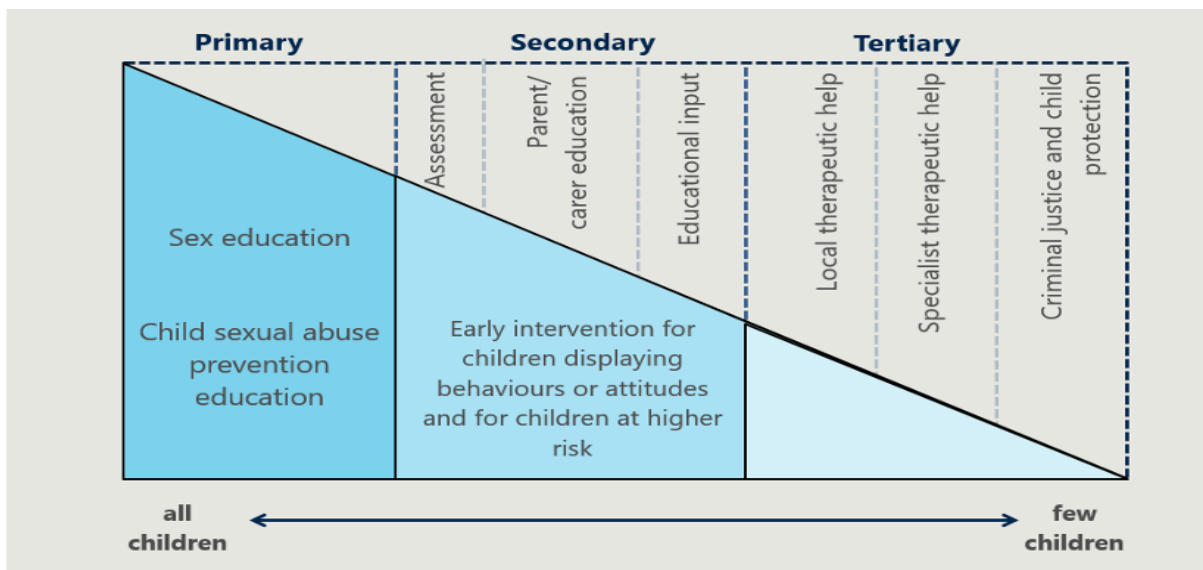 Primary
Secondary
Tertiary
Assessment
Parent/
carer education
Educational input
Local therapeutic help
Specialist therapeutic help
Criminal justice and child
protection
Sex education
Child sexual abuse
prevention
education
Early intervention for
children displaying
behaviours or attitudes
and for children at higher
risk
all
children
few
children